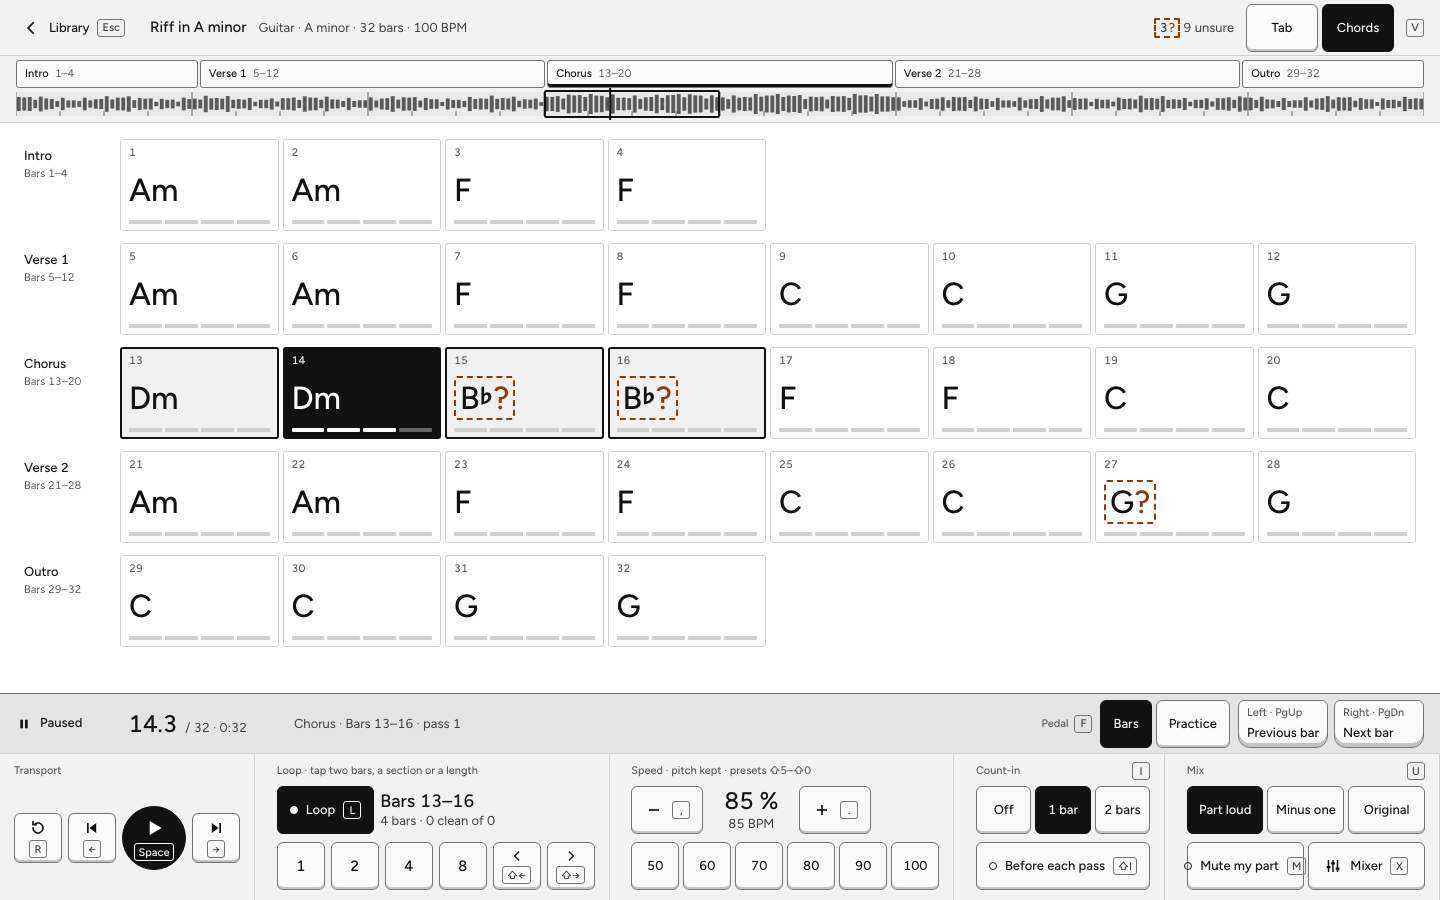 Library Esc Riff in A minor Guitar · A minor · 32 bars · 100 BPM 3? 9 unsure Tab Chords V
Intro 1–4 Verse 1 5–12 Chorus 13–20 Verse 2 21–28 Outro 29–32
Intro
Bars 1–4
1 2 3 4
Am Am F F
Verse 1
Bars 5–12
5 6 7 8 9 10 11 12
Am Am F F C C G G
Chorus
Bars 13–20
13 14 15 16 17 18 19 20
Dm Dm B♭? B♭? F F C C
Verse 2
Bars 21–28
21 22 23 24 25 26 27 28
Am Am F F C C G? G
Outro
Bars 29–32
29 30 31 32
C C G G
Paused 14.3 / 32 · 0:32 Chorus · Bars 13–16 · pass 1 Pedal F Bars Practice
Left · PgUp
Previous bar
Right · PgDn
Next bar
Transport
R ← Space →
Loop · tap two bars, a section or a length
Loop L
Bars 13–16
4 bars · 0 clean of 0
1 2 4 8 ⇧← ⇧→
Speed · pitch kept · presets ⇧5–⇧0
− , 85 % + .
85 BPM
50 60 70 80 90 100
Count-in I
Off 1 bar 2 bars
Before each pass ⇧I
Mix U
Part loud Minus one Original
Mute my part M Mixer X